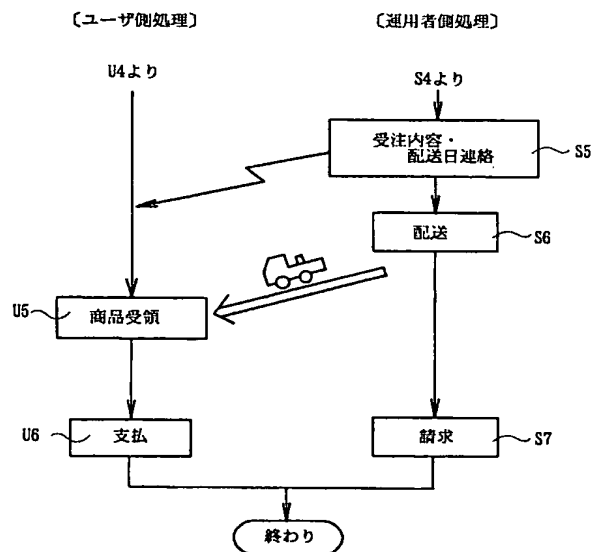 〔ユーザ側処理〕
〔運用者側処理〕
U4より
S4より
受注内容・
配送日連絡
S5
配送
S6
U5
商品受領
U6
支払
請求
S7
終わり